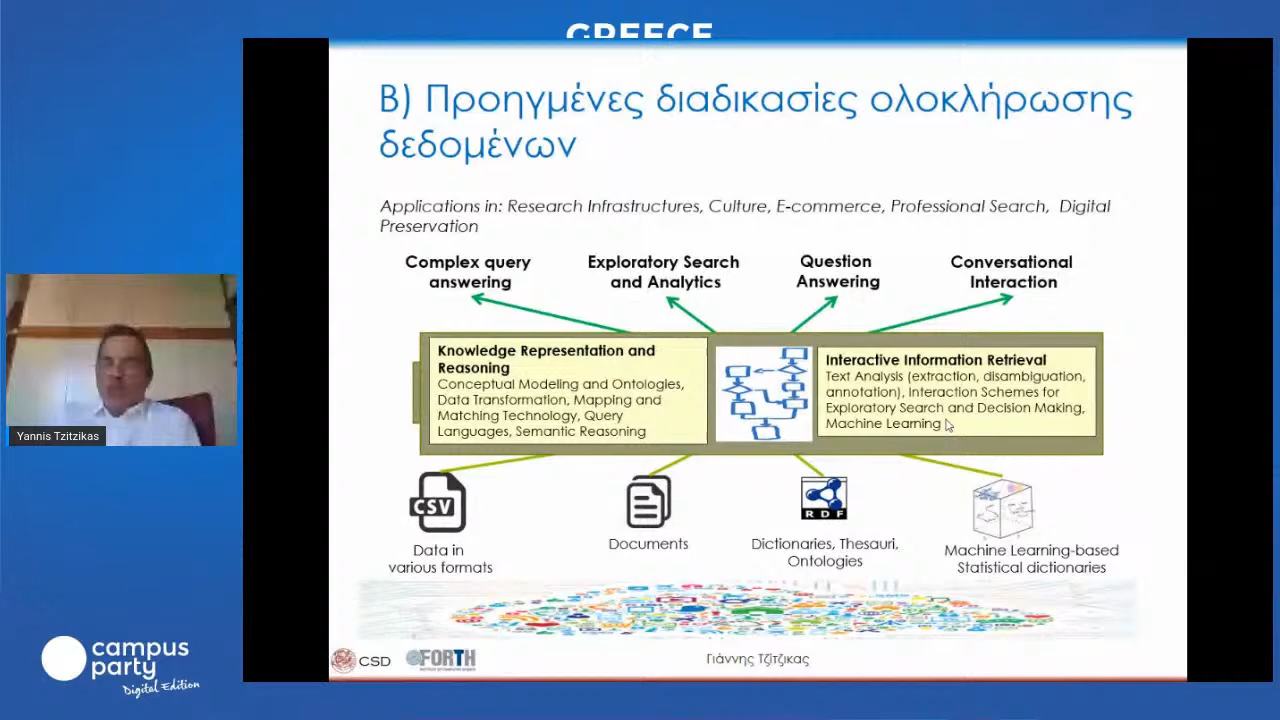 GREECE
Β) Προηγμένες διαδικασίες ολοκλήρωσης
δεδομένων
Applications in: Research Infrastructures, Culture, E-commerce, Professional Search, Digital
Preservation
Complex query
answering
Exploratory Search
and Analytics
Question
Answering
Conversational
Interaction
Knowledge Representation and
Reasoning
Conceptual Modeling and Ontologies,
Data Transformation, Mapping and
Matching Technology, Query
Languages, Semantic Reasoning
Interactive Information Retrieval
Text Analysis (extraction, disambiguation,
annotation), Interaction Schemes for
Exploratory Search and Decision Making,
Machine Learning
Yannis Tzitzikas
CSV
RDF
Data in
various formats
Documents
Dictionaries, Thesauri,
Ontologies
Machine Learning-based
Statistical dictionaries
CSD
FORTH
Γιάννης Τζίτζικας
campus
party
Digital Edition